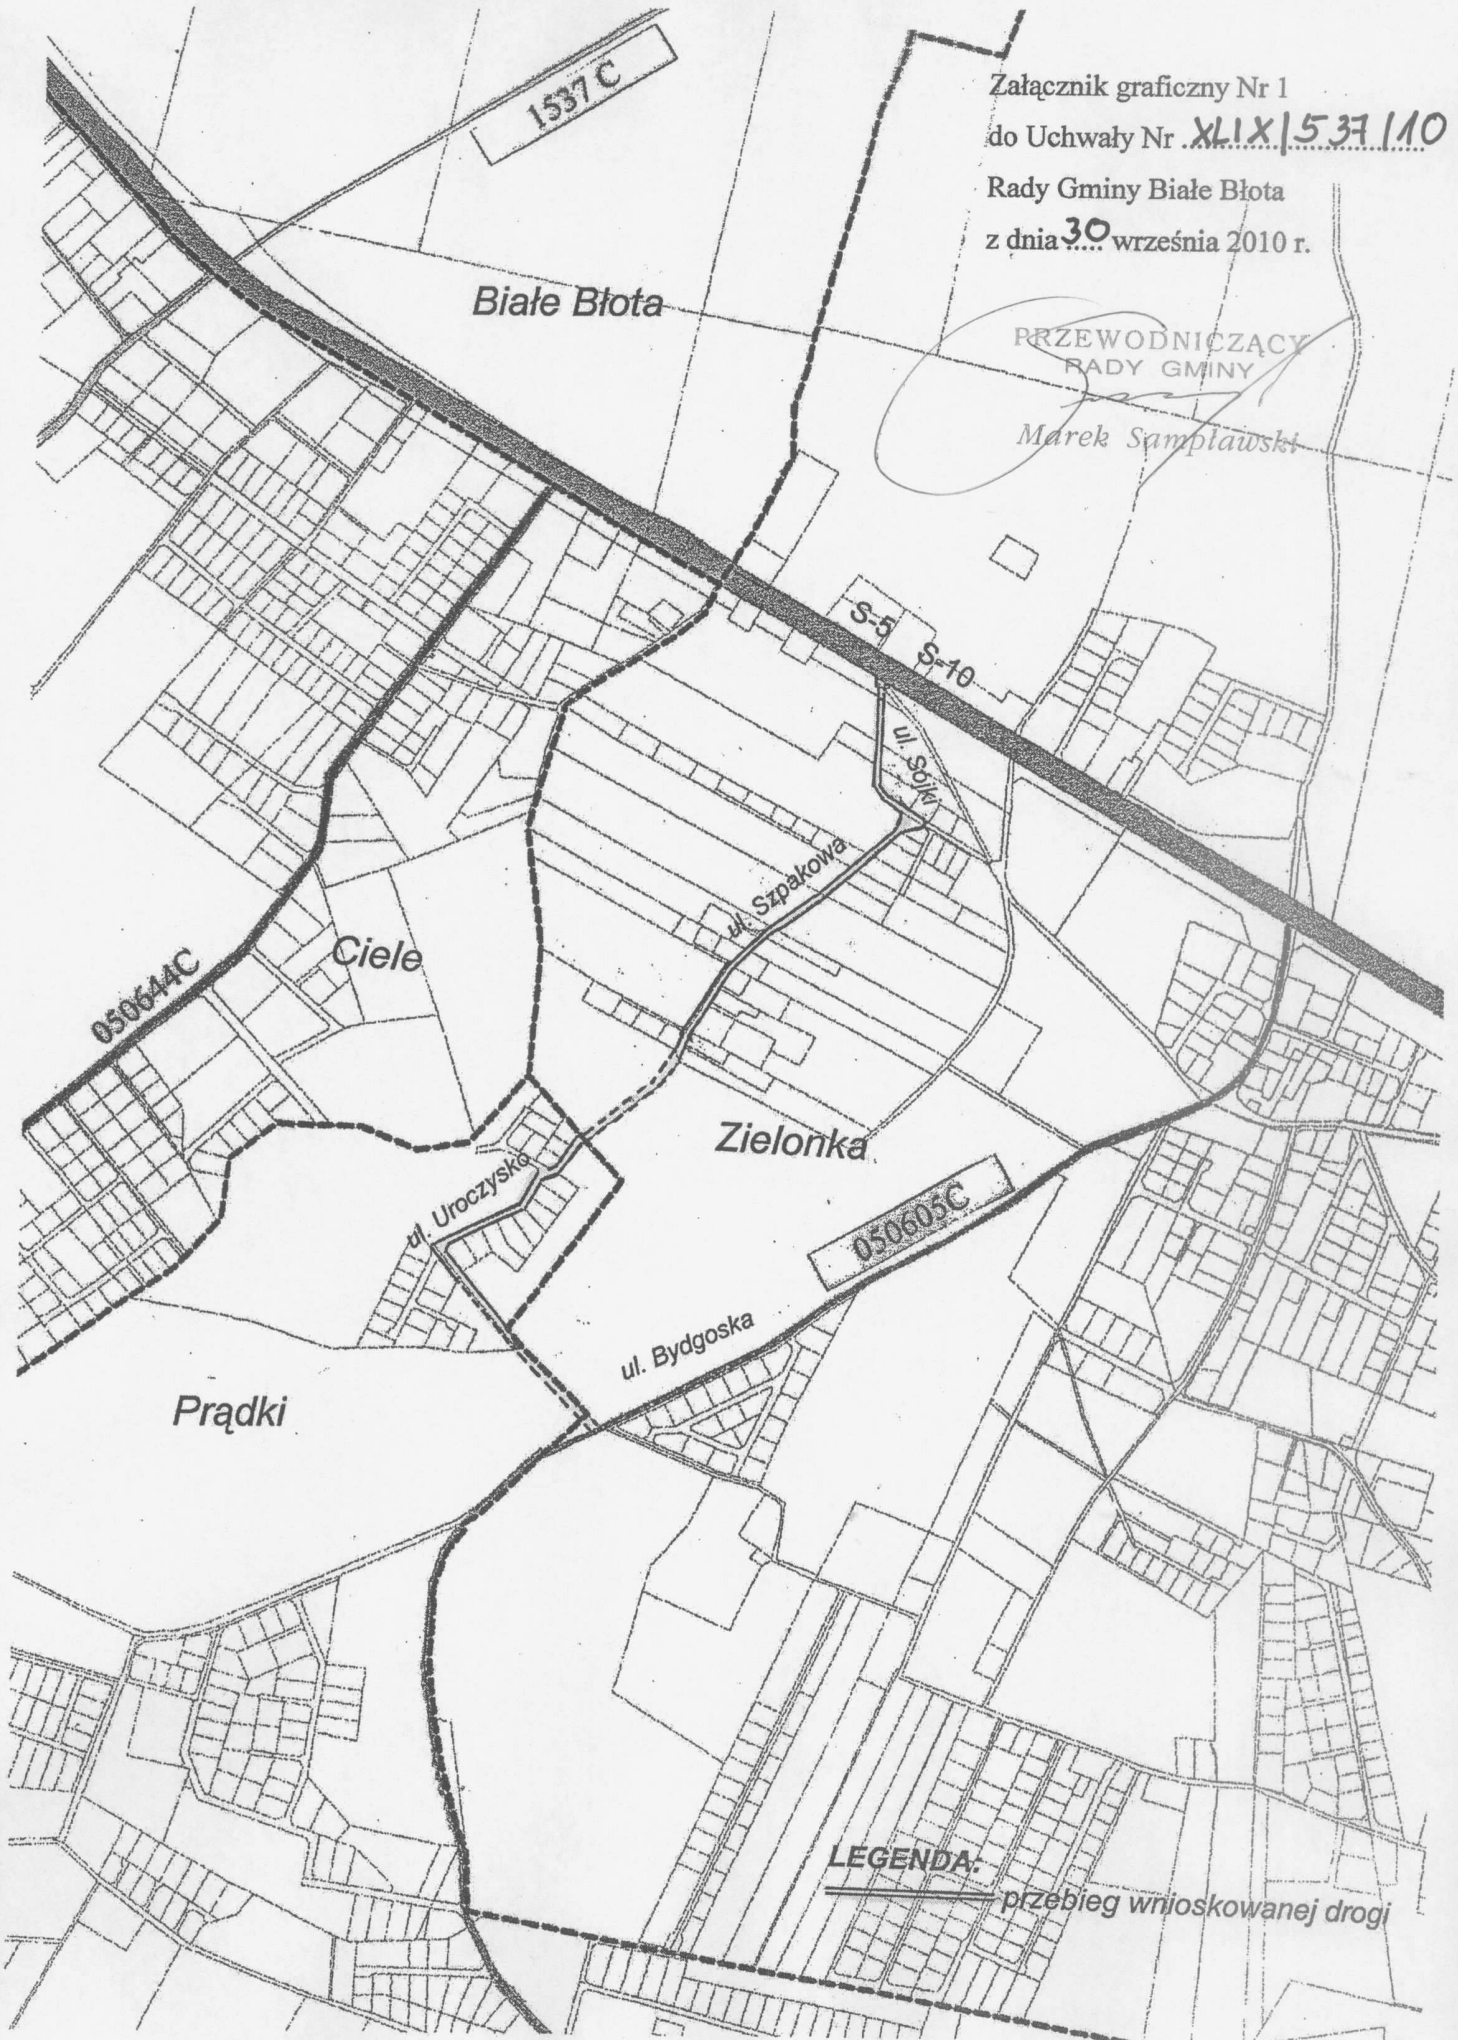 1537 C
Załącznik graficzny Nr 1
do Uchwały Nr XLIX/537/10
Rady Gminy Białe Błota
z dnia 30 września 2010 r.
Białe Błota
PRZEWODNICZĄCY
RADY GMINY
Marek Sampławski
S-5
S-10
ul. Sójki
ul. Szpakowa
Ciele
050644C
Zielonka
ul. Uroczysko
050605C
ul. Bydgoska
Prądki
LEGENDA:
przebieg wnioskowanej drogi